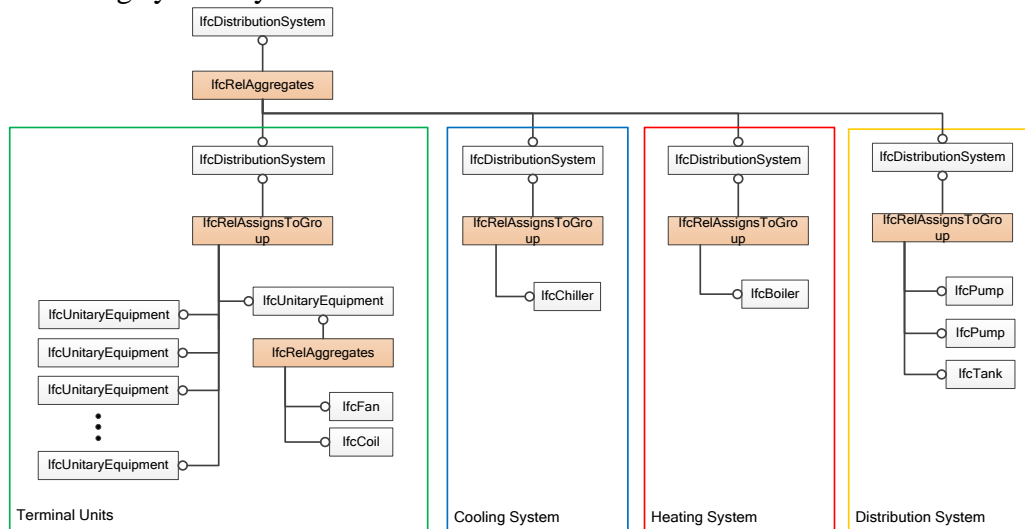 IfcDistributionSystem
IfcRelAggregates
IfcDistributionSystem
IfcRelAssignsToGro
up
IfcUnitaryEquipment
IfcUnitaryEquipment
IfcUnitaryEquipment
IfcUnitaryEquipment
IfcUnitaryEquipment
IfcRelAggregates
IfcFan
IfcCoil
Terminal Units
IfcDistributionSystem
IfcRelAssignsToGro
up
IfcChiller
Cooling System
IfcDistributionSystem
IfcRelAssignsToGro
up
IfcBoiler
Heating System
IfcDistributionSystem
IfcRelAssignsToGro
up
IfcPump
IfcPump
IfcTank
Distribution System